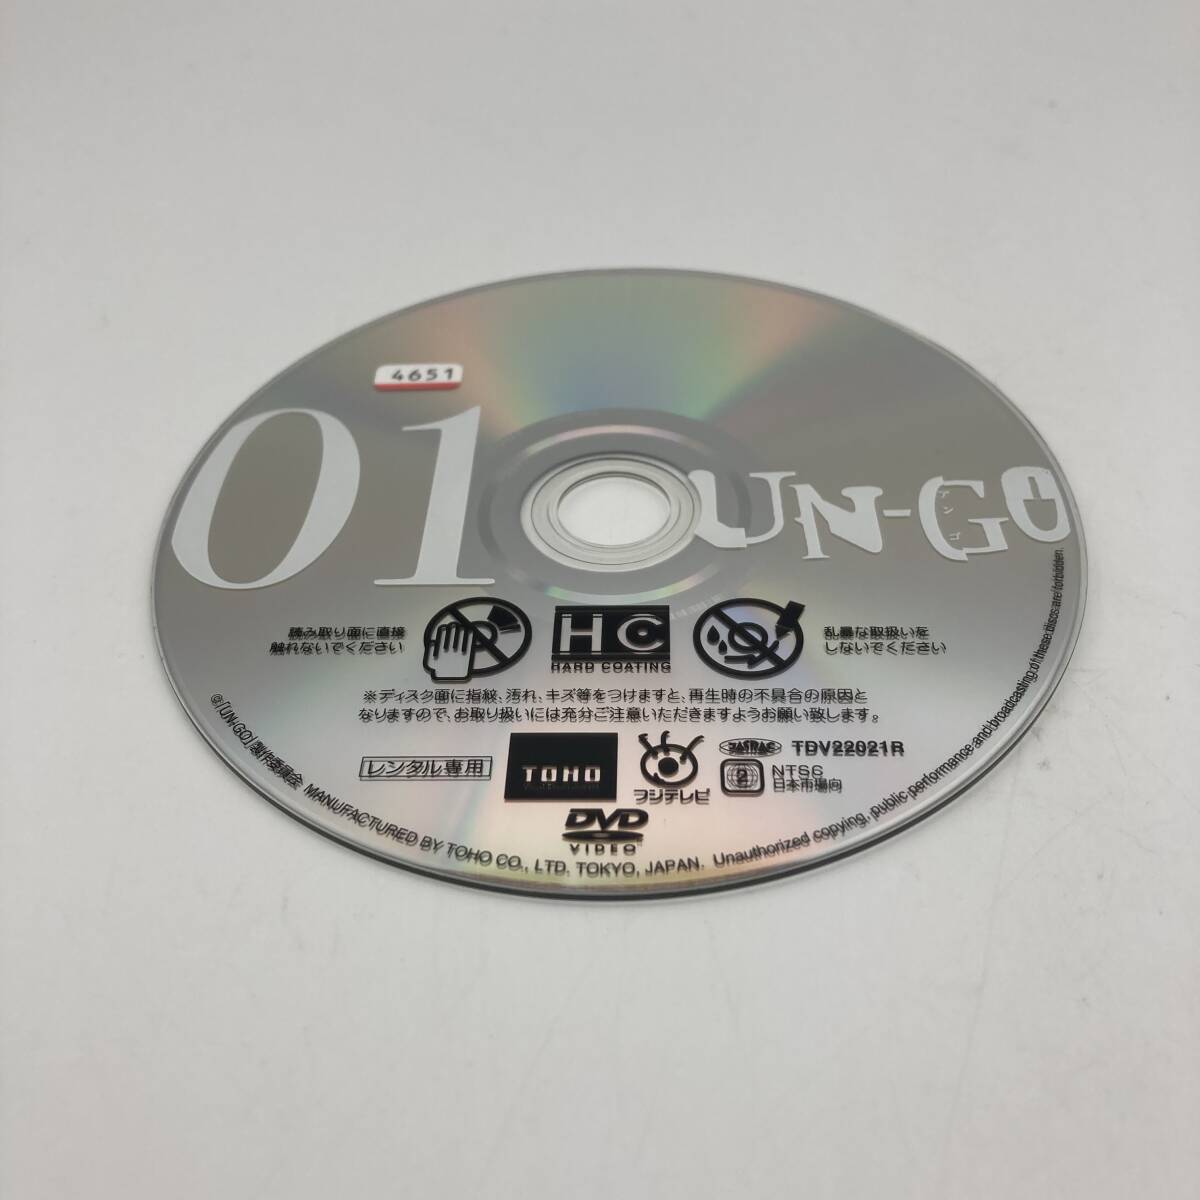 4651
01
UN-GO
アンゴ
読み取り面に直接
触れないでください
HC
HARD COATING
乱暴な取扱いを
しないでください
※ディスク面に指紋、汚れ、キズ等をつけますと、再生時の不具合の原因と
なりますので、お取り扱いには充分ご注意いただきますようお願い致します。
レンタル専用
TOHO
フジテレビ
JASRAC
TDV22021R
2
NTSC
日本市場向
DVD
VIDEO
©「UN-GO」製作委員会 MANUFACTURED BY TOHO CO., LTD. TOKYO, JAPAN. Unauthorized copying, public performance and broadcasting of these discs are forbidden.